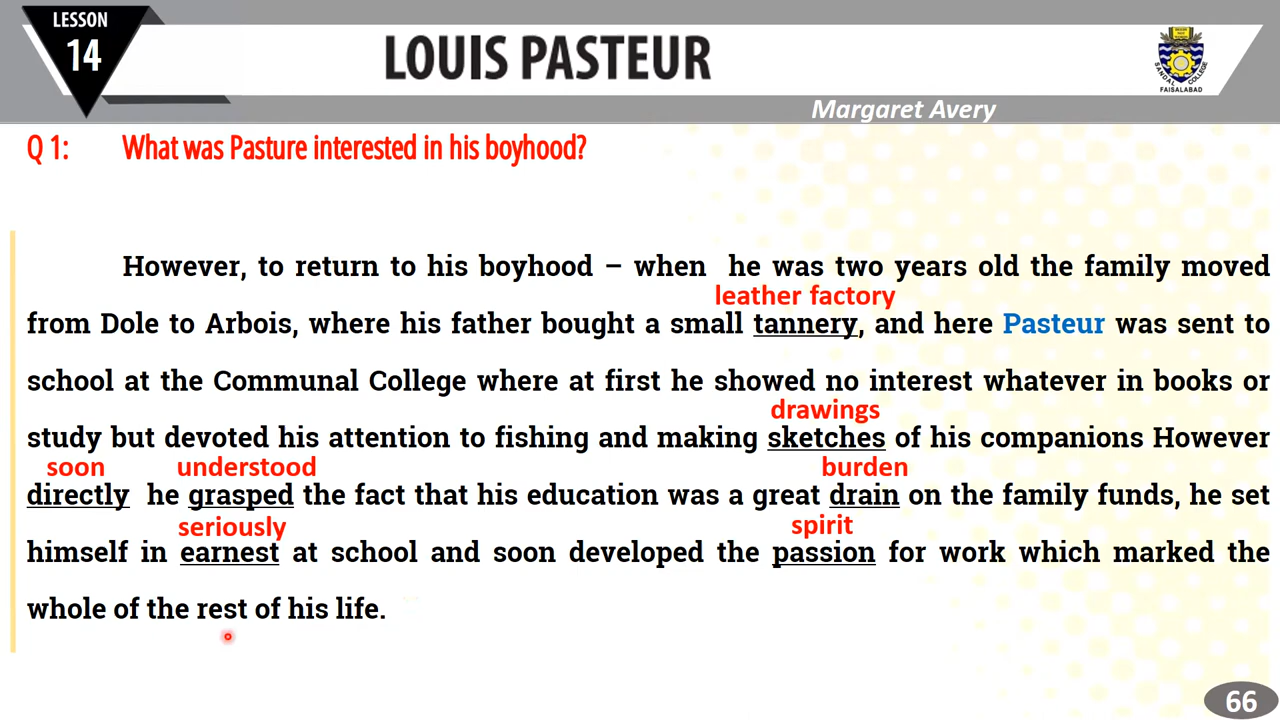 LESSON
14
LOUIS PASTEUR
SANDAL COLLEGE
FAISALABAD
Margaret Avery
Q 1: What was Pasture interested in his boyhood?
However, to return to his boyhood – when he was two years old the family moved
leather factory
from Dole to Arbois, where his father bought a small tannery, and here Pasteur was sent to
school at the Communal College where at first he showed no interest whatever in books or
drawings
study but devoted his attention to fishing and making sketches of his companions However
soon understood burden
directly he grasped the fact that his education was a great drain on the family funds, he set
seriously spirit
himself in earnest at school and soon developed the passion for work which marked the
whole of the rest of his life.
66